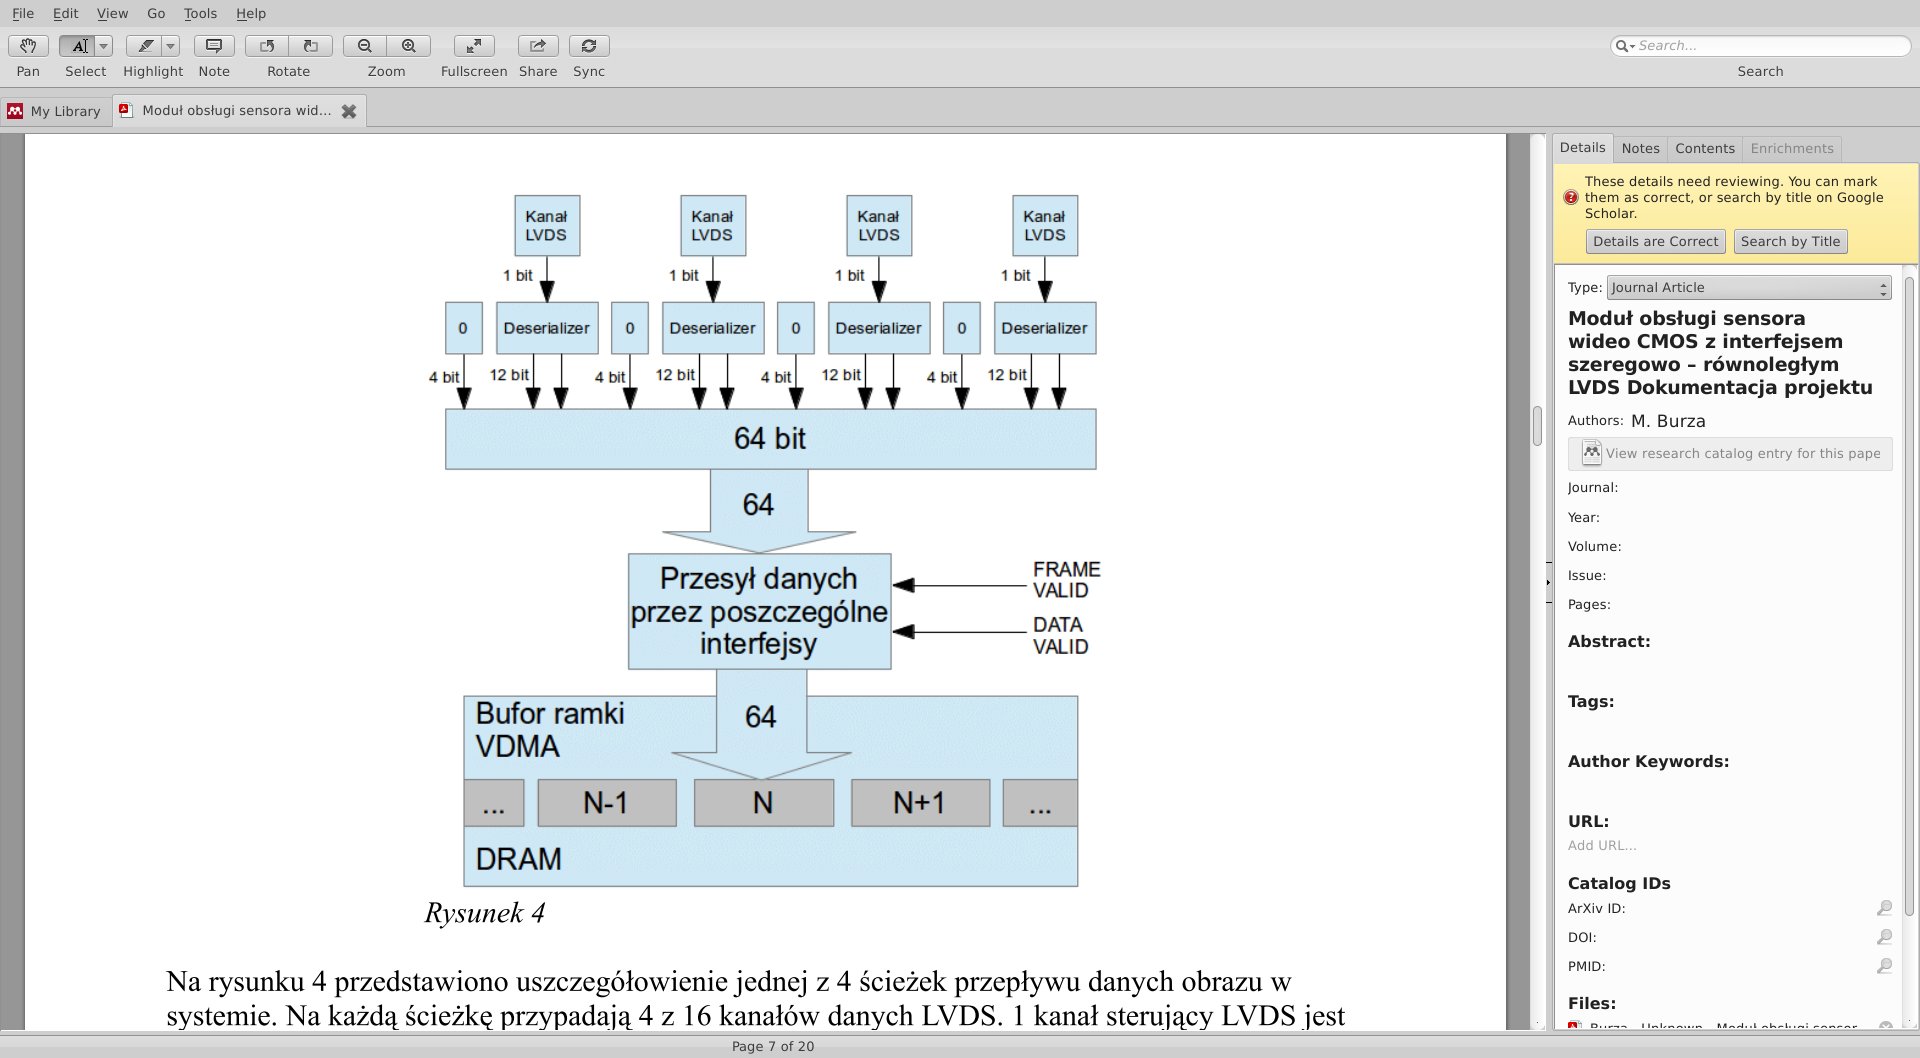 File Edit View Go Tools Help
Pan Select Highlight Note Rotate Zoom Fullscreen Share Sync
Search...
Search
My Library
Moduł obsługi sensora wid...
Kanał LVDS
Kanał LVDS
Kanał LVDS
Kanał LVDS
1 bit 1 bit 1 bit 1 bit
0 Deserializer 0 Deserializer 0 Deserializer 0 Deserializer
4 bit 12 bit 4 bit 12 bit 4 bit 12 bit 4 bit 12 bit
64 bit
64
Przesył danych
przez poszczególne
interfejsy
FRAME
VALID
DATA
VALID
64
Bufor ramki
VDMA
... N-1 N N+1 ...
DRAM
Rysunek 4
Na rysunku 4 przedstawiono uszczegółowienie jednej z 4 ścieżek przepływu danych obrazu w
systemie. Na każdą ścieżkę przypadają 4 z 16 kanałów danych LVDS. 1 kanał sterujący LVDS jest
Page 7 of 20
Details Notes Contents Enrichments
These details need reviewing. You can mark
them as correct, or search by title on Google
Scholar.
Details are Correct Search by Title
Type: Journal Article
Moduł obsługi sensora
wideo CMOS z interfejsem
szeregowo – równoległym
LVDS Dokumentacja projektu
Authors: M. Burza
View research catalog entry for this pape
Journal:
Year:
Volume:
Issue:
Pages:
Abstract:
Tags:
Author Keywords:
URL:
Add URL...
Catalog IDs
ArXiv ID:
DOI:
PMID:
Files:
Burza - Unknown - Moduł obsługi sensor